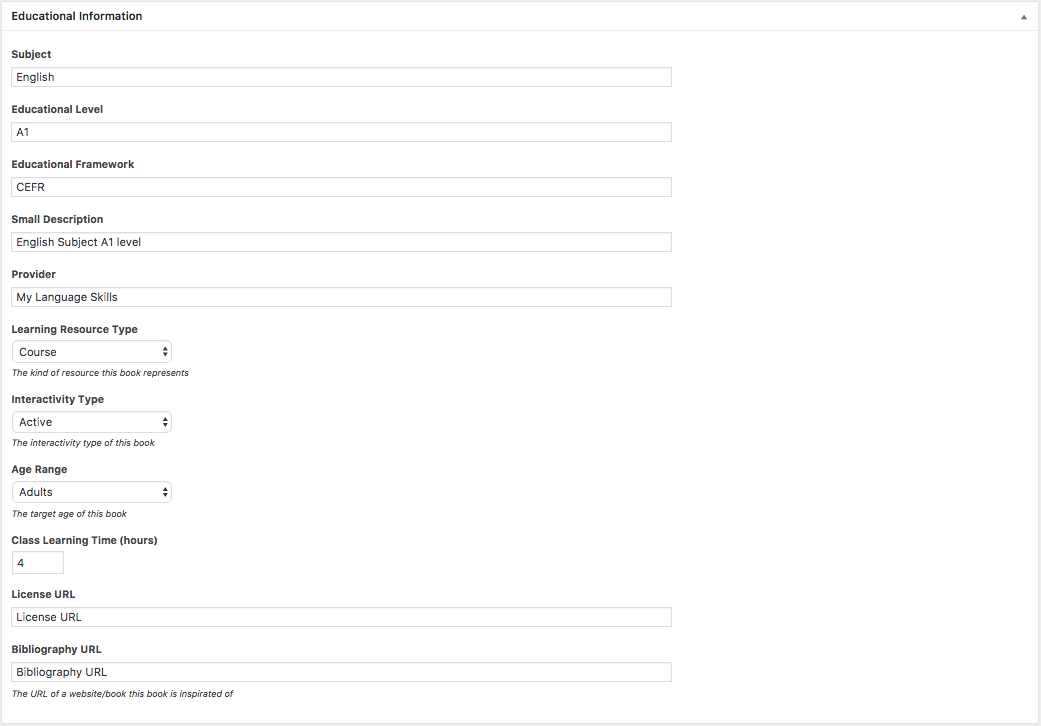 Educational Information
Subject
English
Educational Level
A1
Educational Framework
CEFR
Small Description
English Subject A1 level
Provider
My Language Skills
Learning Resource Type
Course
The kind of resource this book represents
Interactivity Type
Active
The interactivity type of this book
Age Range
Adults
The target age of this book
Class Learning Time (hours)
4
License URL
License URL
Bibliography URL
Bibliography URL
The URL of a website/book this book is inspirated of